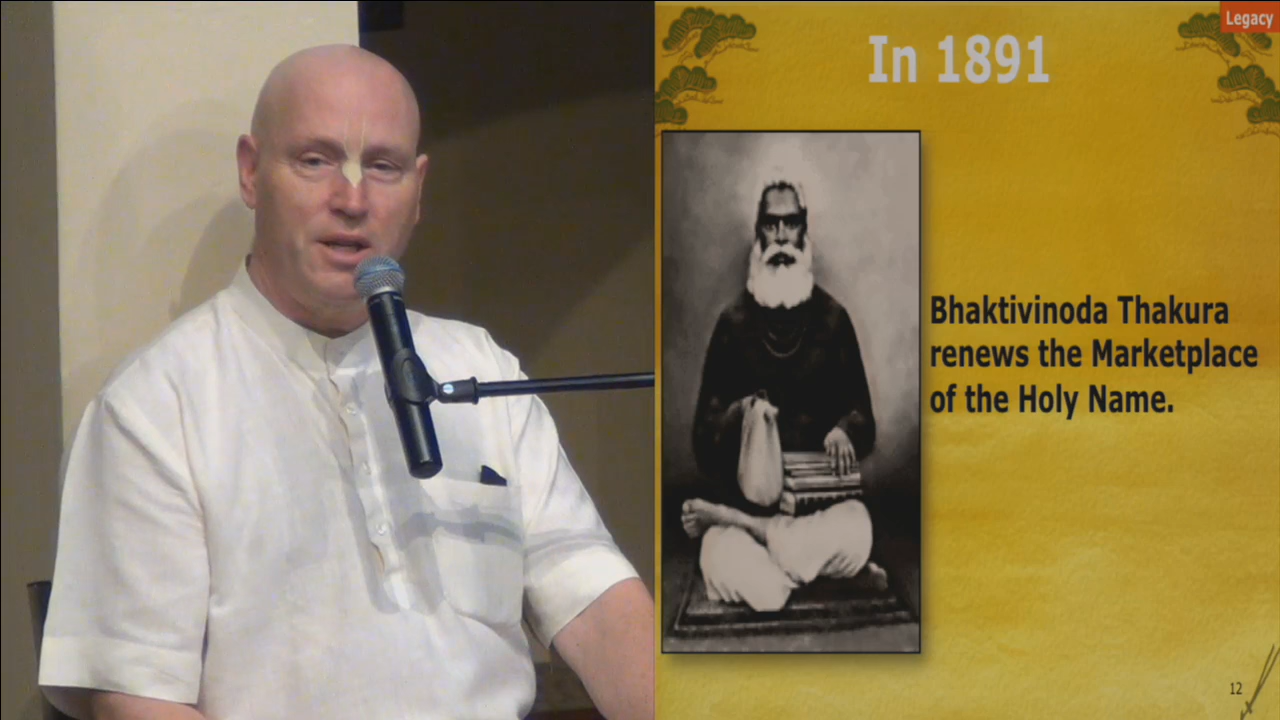 Legacy
In 1891
Bhaktivinoda Thakura
renews the Marketplace
of the Holy Name.
12